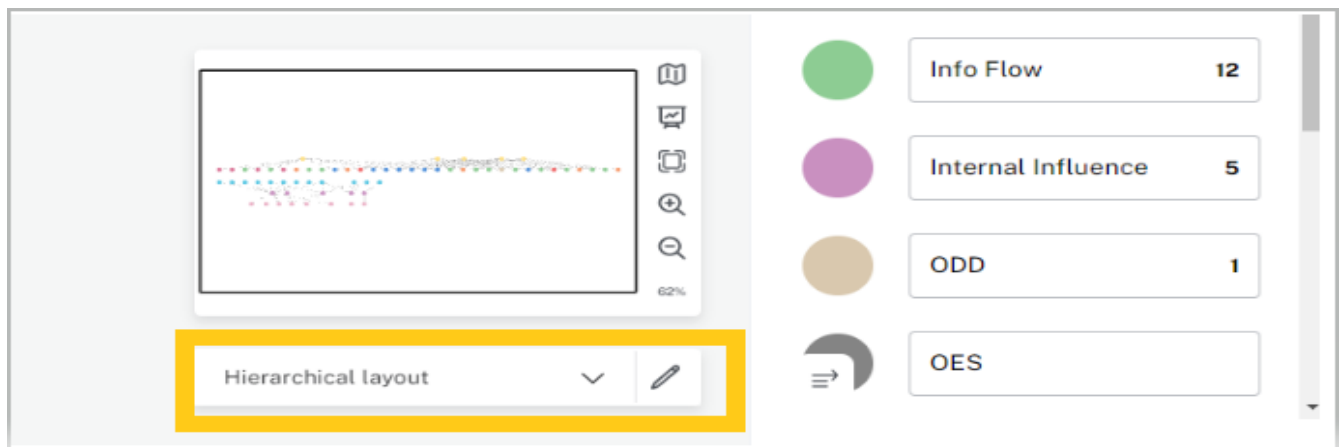 Info Flow 12
Internal Influence 5
ODD 1
OES
62%
Hierarchical layout